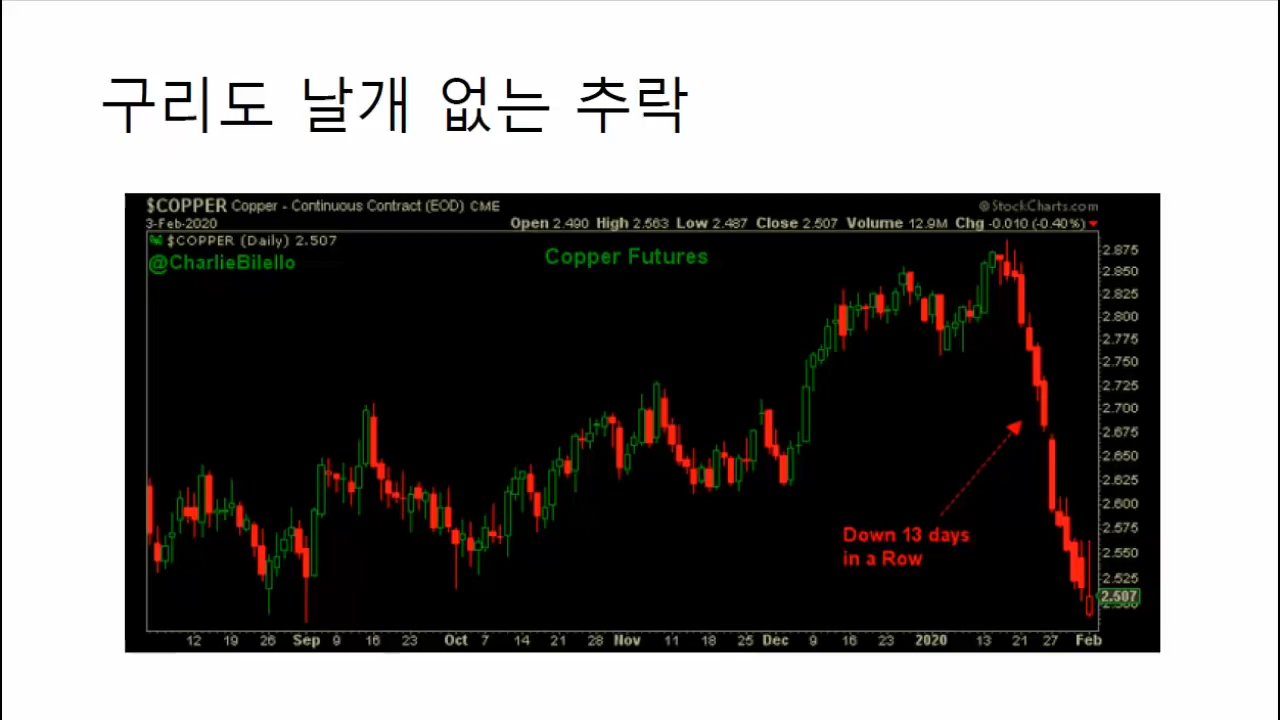 구리도 날개 없는 추락
$COPPER Copper - Continuous Contract (EOD) CME
©StockCharts.com
3-Feb-2020
Open 2.490 High 2.563 Low 2.487 Close 2.507 Volume 12.9M Chg -0.010 (-0.40%)
$COPPER (Daily) 2.507
@CharlieBilello
Copper Futures
2.875
2.850
2.825
2.800
2.775
2.750
2.725
2.700
2.675
2.650
2.625
2.600
2.575
2.550
2.525
2.507
Down 13 days
in a Row
12 19 26 Sep 9 16 23 Oct 7 14 21 28 Nov 11 18 25 Dec 9 16 23 2020 13 21 27 Feb